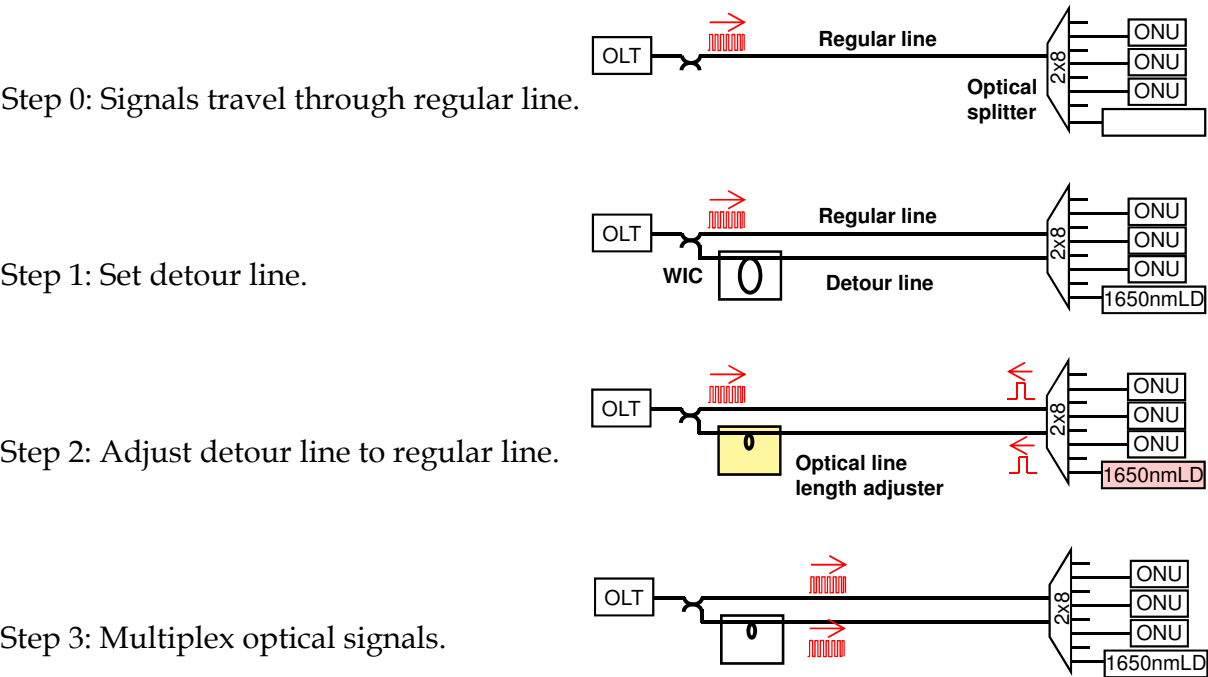 OLT
Regular line
Optical
splitter
2x8
ONU
ONU
ONU
Step 0: Signals travel through regular line.
OLT
Regular line
WIC
Detour line
2x8
ONU
ONU
ONU
1650nmLD
Step 1: Set detour line.
OLT
Optical line
length adjuster
2x8
ONU
ONU
ONU
1650nmLD
Step 2: Adjust detour line to regular line.
OLT
2x8
ONU
ONU
ONU
1650nmLD
Step 3: Multiplex optical signals.